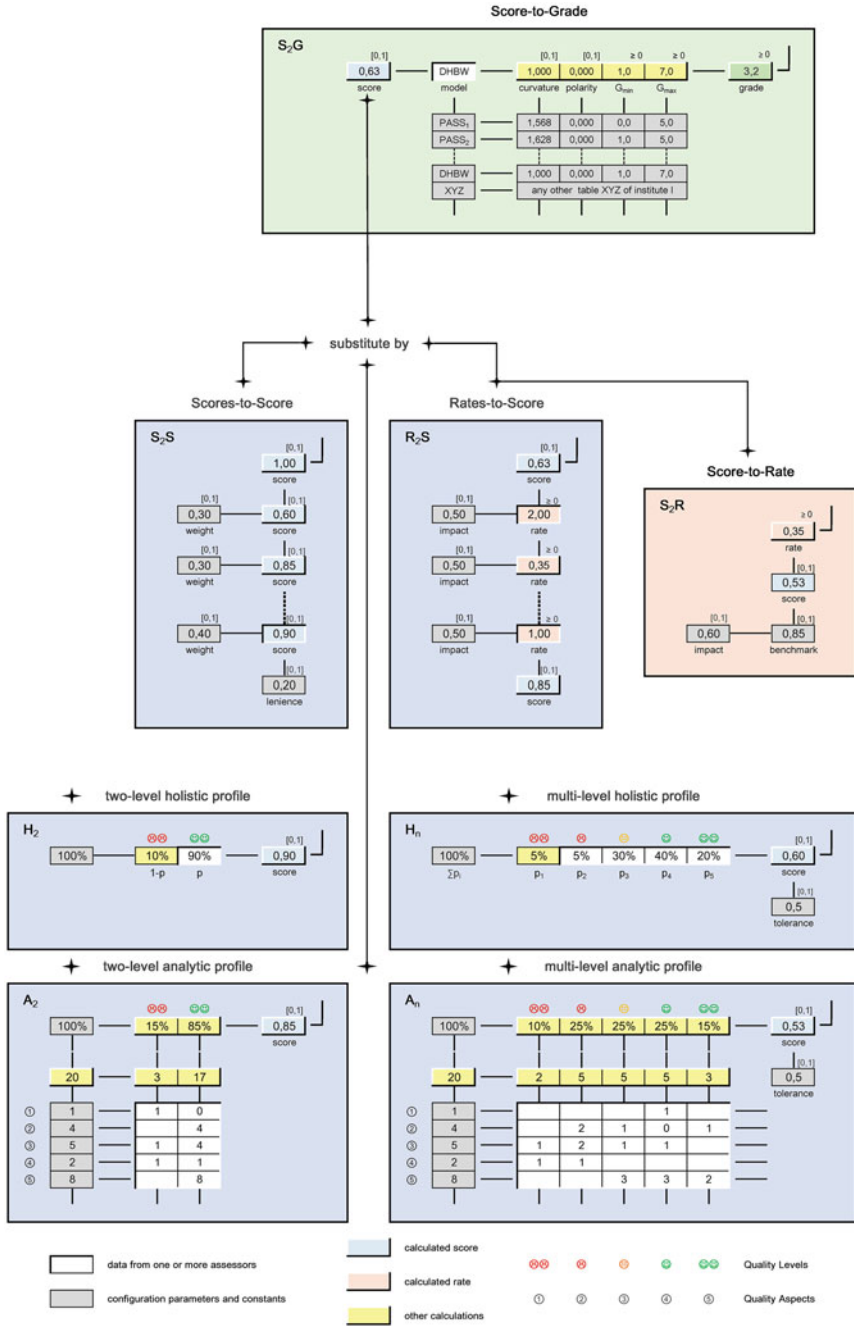 Score-to-Grade
S₂G
[0,1] [0,1] [0,1] ≥ 0 ≥ 0 ≥ 0
0,63 DHBW 1,000 0,000 1,0 7,0 3,2
score model curvature polarity Gmin Gmax grade
PASS₁ 1,568 0,000 0,0 5,0
PASS₂ 1,628 0,000 1,0 5,0
DHBW 1,000 0,000 1,0 7,0
XYZ any other table XYZ of institute I
substitute by
Scores-to-Score
S₂S
[0,1]
1,00
score
[0,1] [0,1]
0,30 0,60
weight score
[0,1] [0,1]
0,30 0,85
weight score
[0,1] [0,1]
0,40 0,90
weight score
[0,1]
0,20
lenience
Rates-to-Score
R₂S
[0,1]
0,63
score
[0,1] ≥ 0
0,50 2,00
impact rate
[0,1] ≥ 0
0,50 0,35
impact rate
[0,1] ≥ 0
0,50 1,00
impact rate
[0,1]
0,85
score
Score-to-Rate
S₂R
≥ 0
0,35
rate
[0,1]
0,53
score
[0,1] [0,1]
0,60 0,85
impact benchmark
two-level holistic profile
H₂
[0,1]
100% 10% 90% 0,90
1-p p score
multi-level holistic profile
Hₙ
[0,1]
100% 5% 5% 30% 40% 20% 0,60
∑pᵢ p₁ p₂ p₃ p₄ p₅ score
[0,1]
0,5
tolerance
two-level analytic profile
A₂
[0,1]
100% 15% 85% 0,85
score
20 3 17
① 1 1 0
② 4 4
③ 5 1 4
④ 2 1 1
⑤ 8 8
multi-level analytic profile
Aₙ
[0,1]
100% 10% 25% 25% 25% 15% 0,53
score
[0,1]
20 2 5 5 5 3 0,5
tolerance
① 1 1
② 4 2 1 0 1
③ 5 1 2 1 1
④ 2 1 1
⑤ 8 3 3 2
data from one or more assessors
configuration parameters and constants
calculated score
calculated rate
other calculations
Quality Levels
① ② ③ ④ ⑤ Quality Aspects